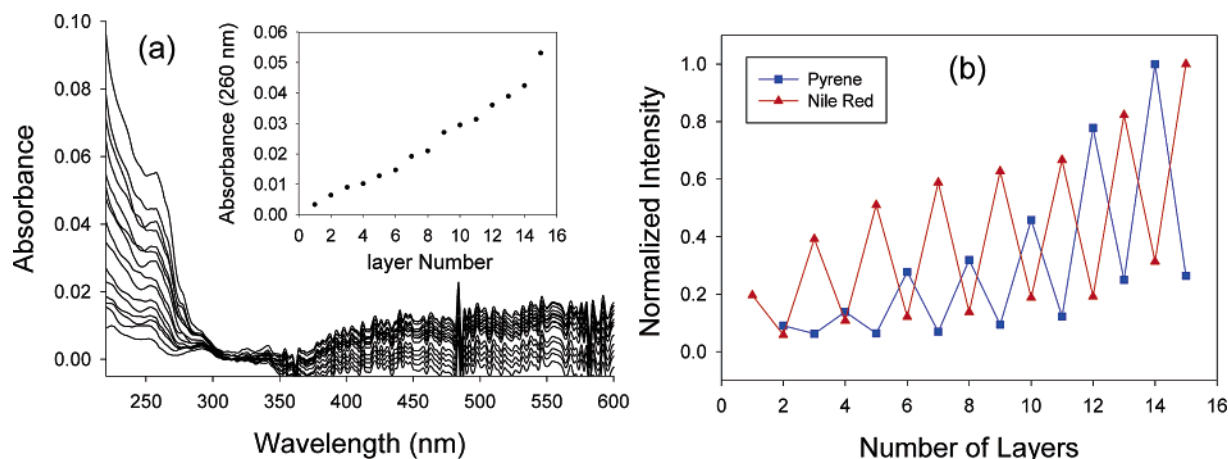 (a)
Absorbance
0.10
0.08
0.06
0.04
0.02
0.00
250 300 350 400 450 500 550 600
Wavelength (nm)
Absorbance (260 nm)
0.06
0.05
0.04
0.03
0.02
0.01
0.00
0 2 4 6 8 10 12 14 16
layer Number
(b)
Normalized Intensity
1.0
0.8
0.6
0.4
0.2
0.0
Pyrene
Nile Red
0 2 4 6 8 10 12 14 16
Number of Layers